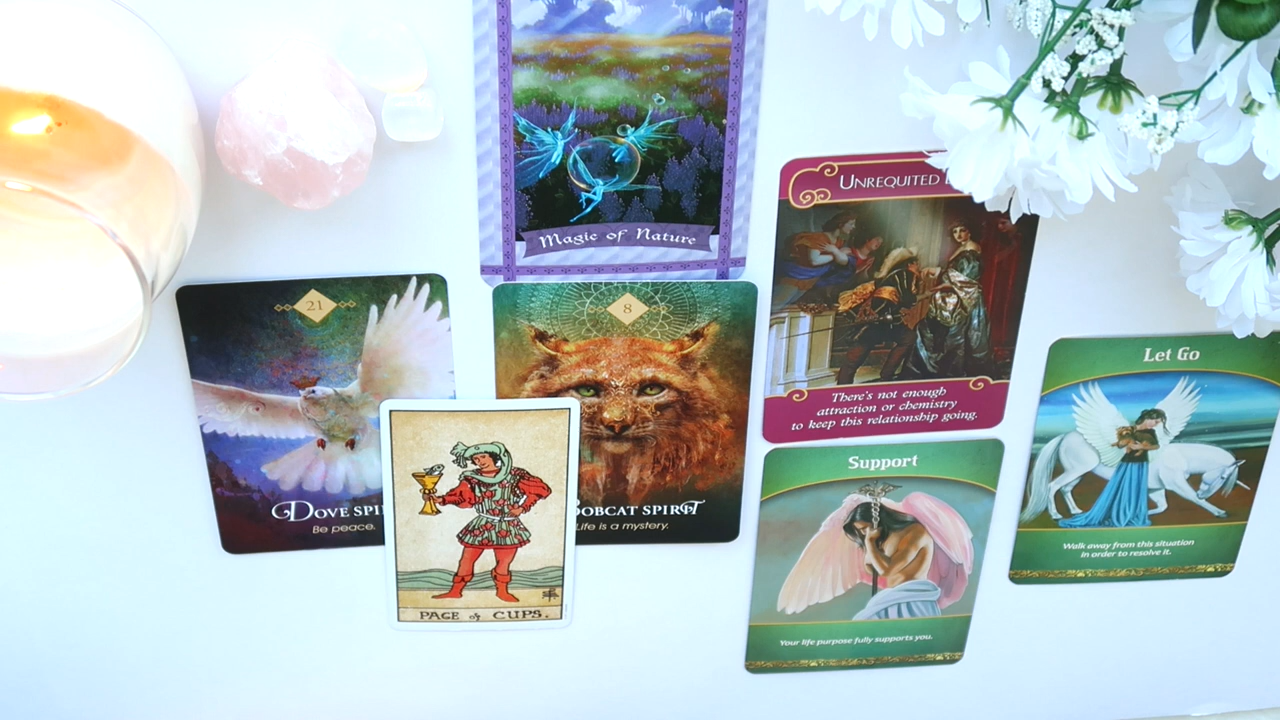 Magic of Nature
UNREQUITED
There's not enough
attraction or chemistry
to keep this relationship going.
21
DOVE SPI
Be peace.
8
BOBCAT SPIRIT
Life is a mystery.
Let Go
Walk away from this situation
in order to resolve it.
Support
Your life purpose fully supports you.
PAGE of CUPS.